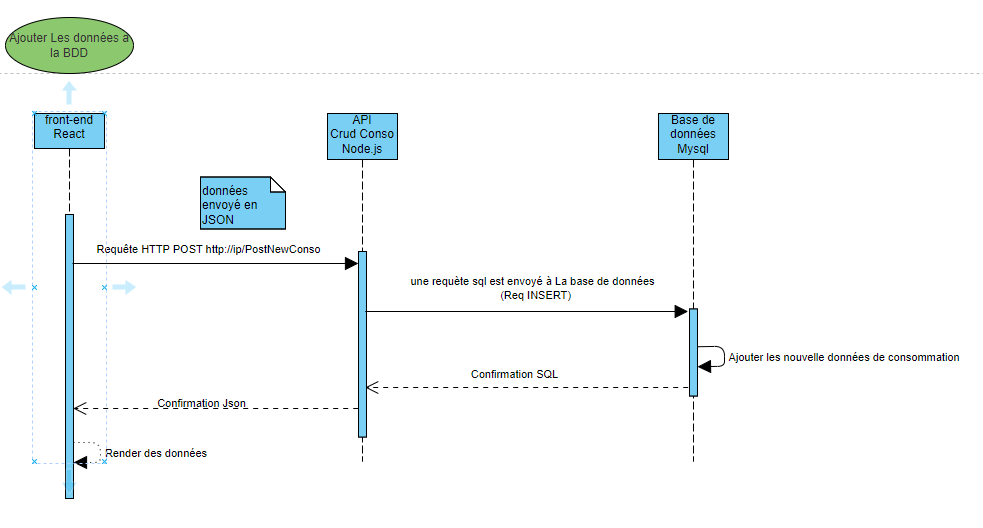 Ajouter Les données a
la BDD
front-end
React
API
Crud Conso
Node.js
Base de
données
Mysql
données
envoyé en
JSON
Requête HTTP POST http://ip/PostNewConso
une requète sql est envoyé à La base de données
(Req INSERT)
Ajouter les nouvelle données de consommation
Confirmation SQL
Confirmation Json
Render des données